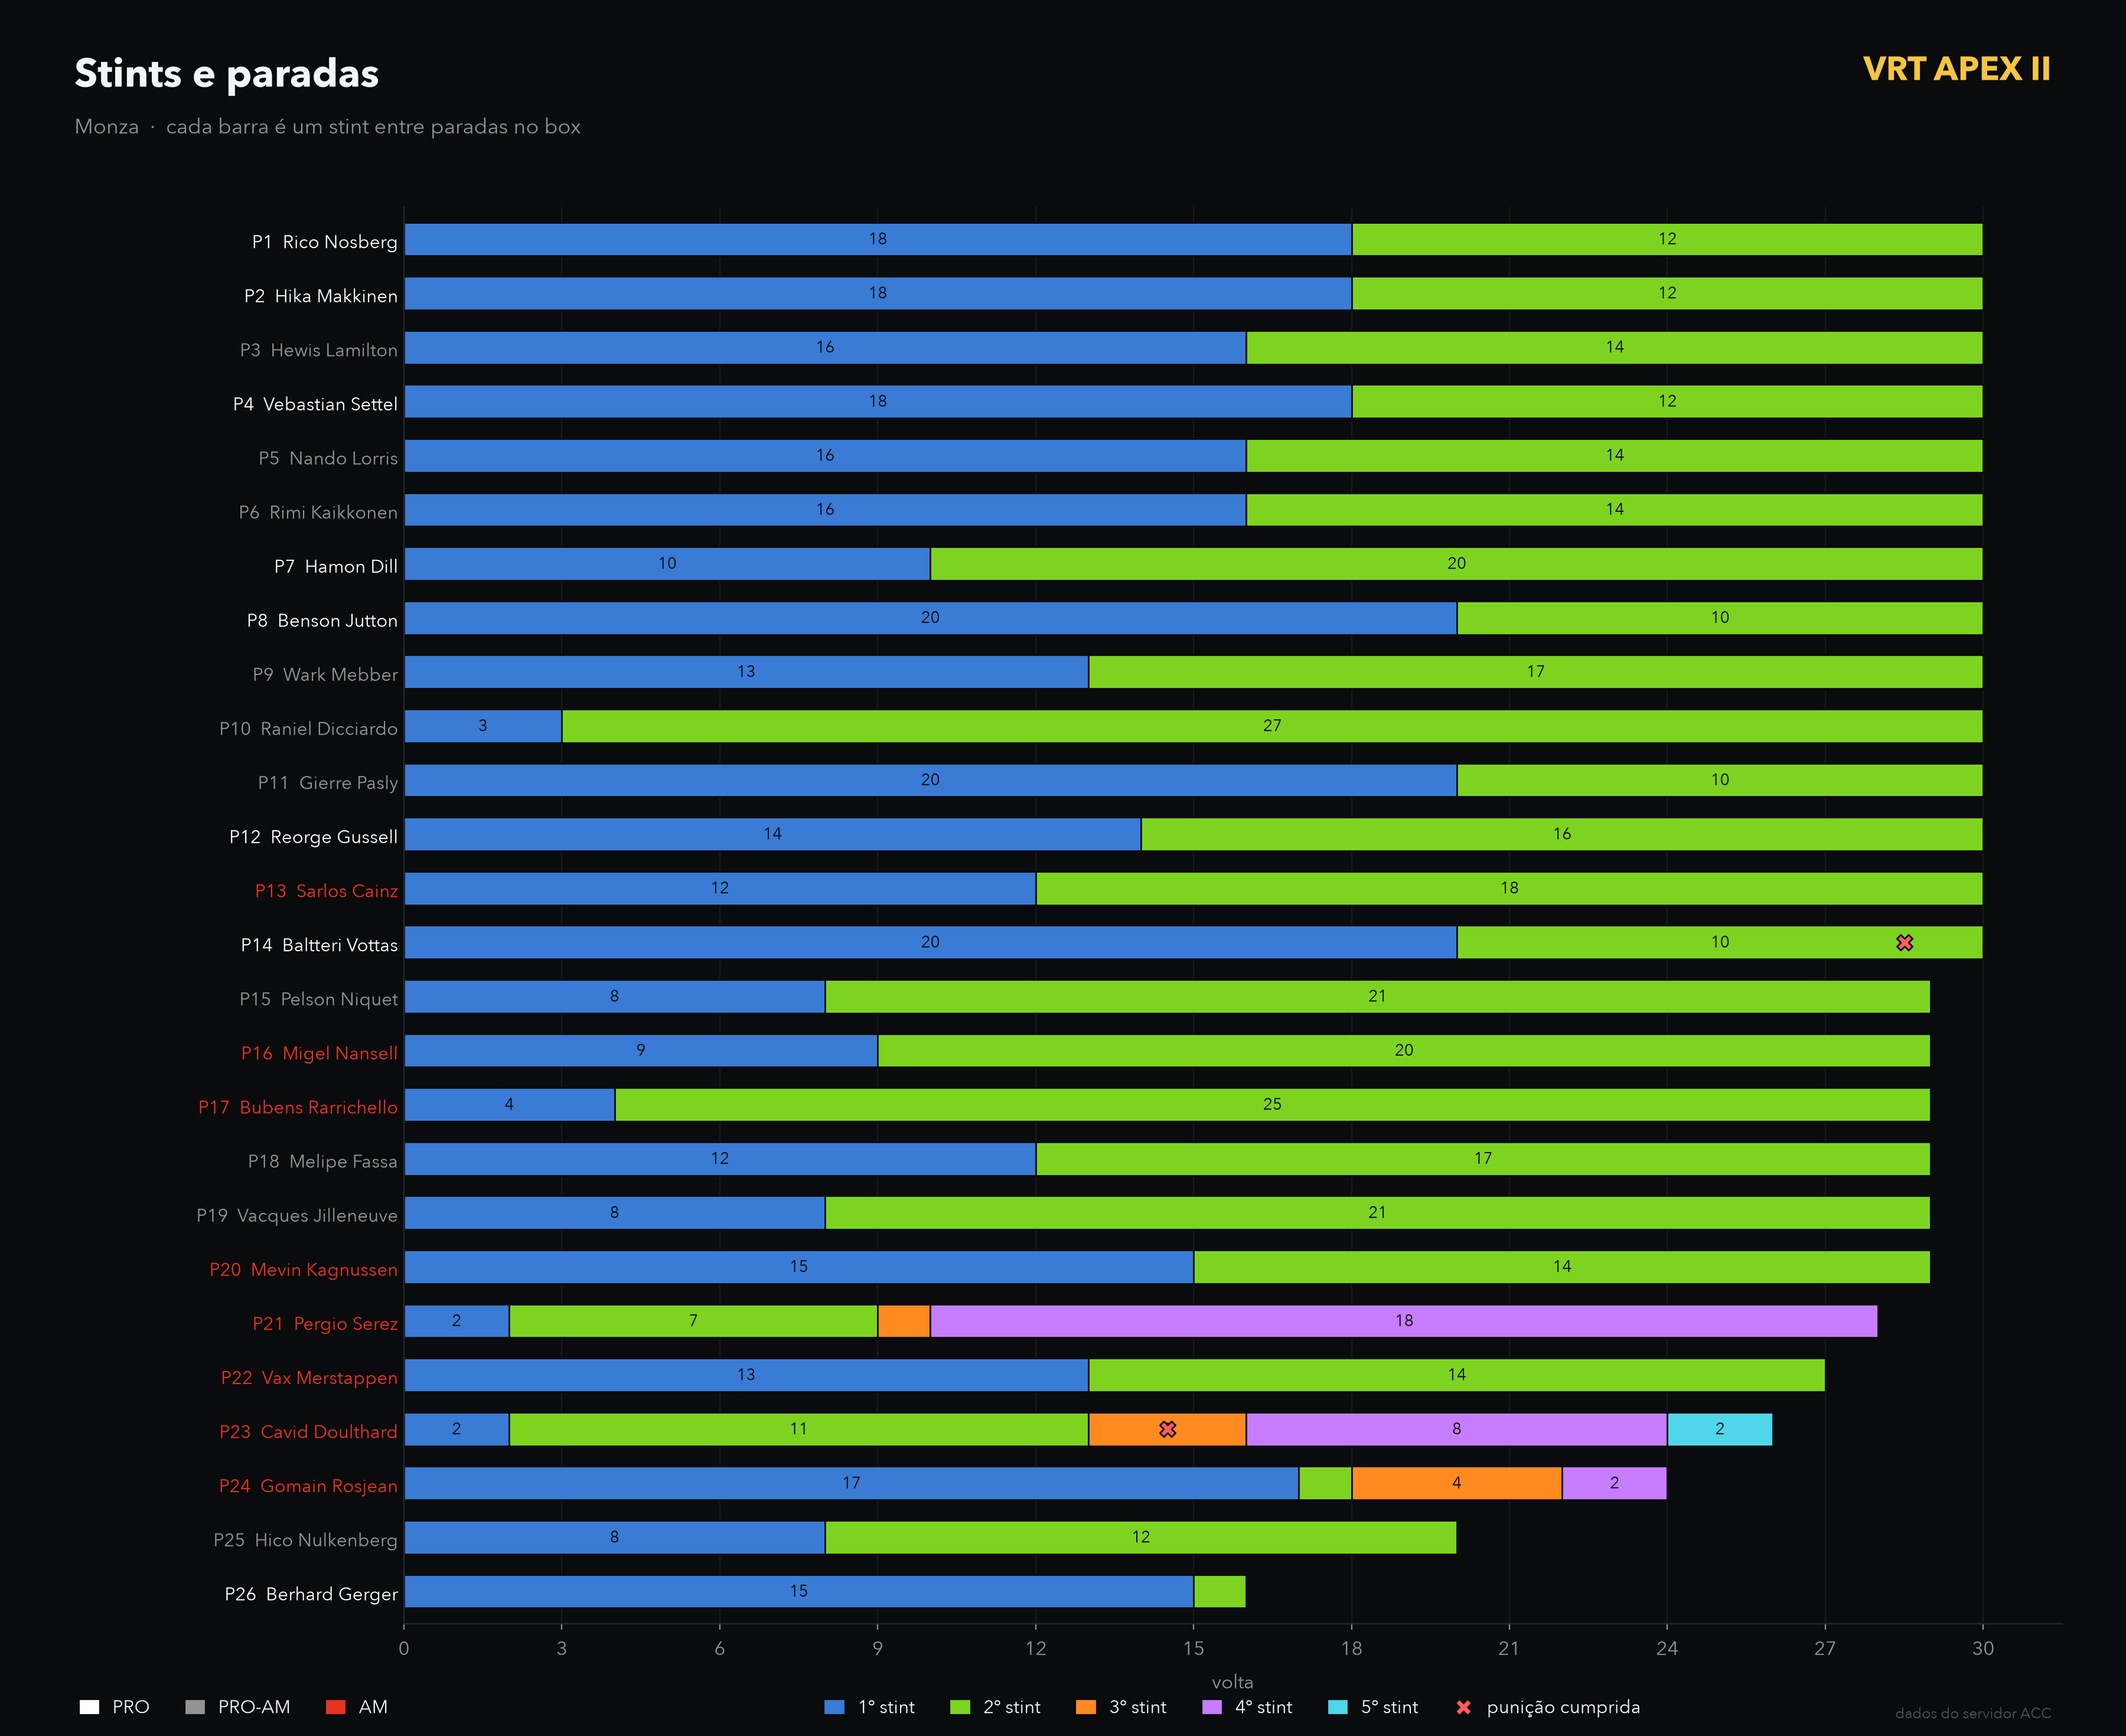 Stints e paradas
VRT APEX II
Monza · cada barra é um stint entre paradas no box
P1 Rico Nosberg 18 12
P2 Hika Makkinen 18 12
P3 Hewis Lamilton 16 14
P4 Vebastian Settel 18 12
P5 Nando Lorris 16 14
P6 Rimi Kaikkonen 16 14
P7 Hamon Dill 10 20
P8 Benson Jutton 20 10
P9 Wark Mebber 13 17
P10 Raniel Dicciardo 3 27
P11 Gierre Pasly 20 10
P12 Reorge Gussell 14 16
P13 Sarlos Cainz 12 18
P14 Baltteri Vottas 20 10
P15 Pelson Niquet 8 21
P16 Migel Nansell 9 20
P17 Bubens Rarrichello 4 25
P18 Melipe Fassa 12 17
P19 Vacques Jilleneuve 8 21
P20 Mevin Kagnussen 15 14
P21 Pergio Serez 2 7 18
P22 Vax Merstappen 13 14
P23 Cavid Doulthard 2 11 8 2
P24 Gomain Rosjean 17 4 2
P25 Hico Nulkenberg 8 12
P26 Berhard Gerger 15
0 3 6 9 12 15 18 21 24 27 30
volta
PRO PRO-AM AM 1º stint 2º stint 3º stint 4º stint 5º stint punição cumprida
dados do servidor ACC